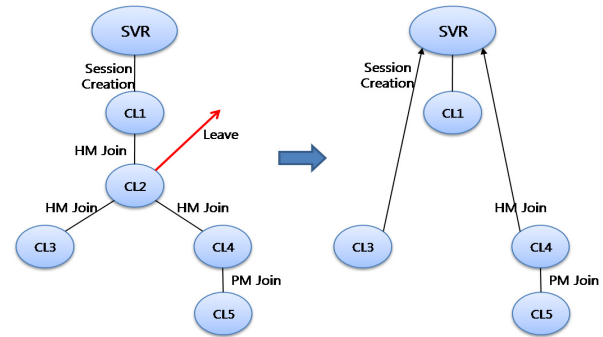 SVR
Session
Creation
CL1
Leave
HM Join
CL2
HM Join
HM Join
CL3
CL4
PM Join
CL5
SVR
Session
Creation
CL1
HM Join
CL3
CL4
PM Join
CL5